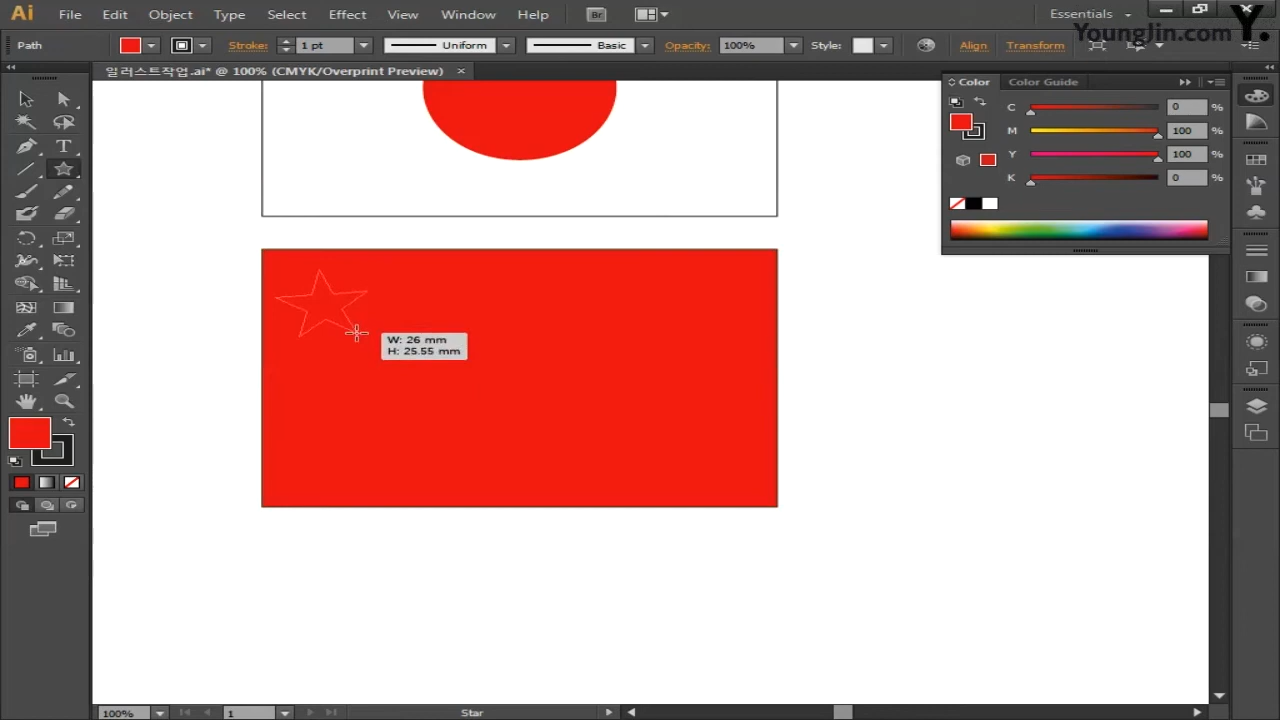 Ai File Edit Object Type Select Effect View Window Help Br Essentials
YoungJin.com Y.
Path Stroke: 1 pt Uniform Basic Opacity: 100% Style: Align Transform
일러스트작업.ai* @ 100% (CMYK/Overprint Preview) ×
Color Color Guide
C 0 %
M 100 %
Y 100 %
K 0 %
T
W: 26 mm
H: 25.55 mm
100% 1 Star